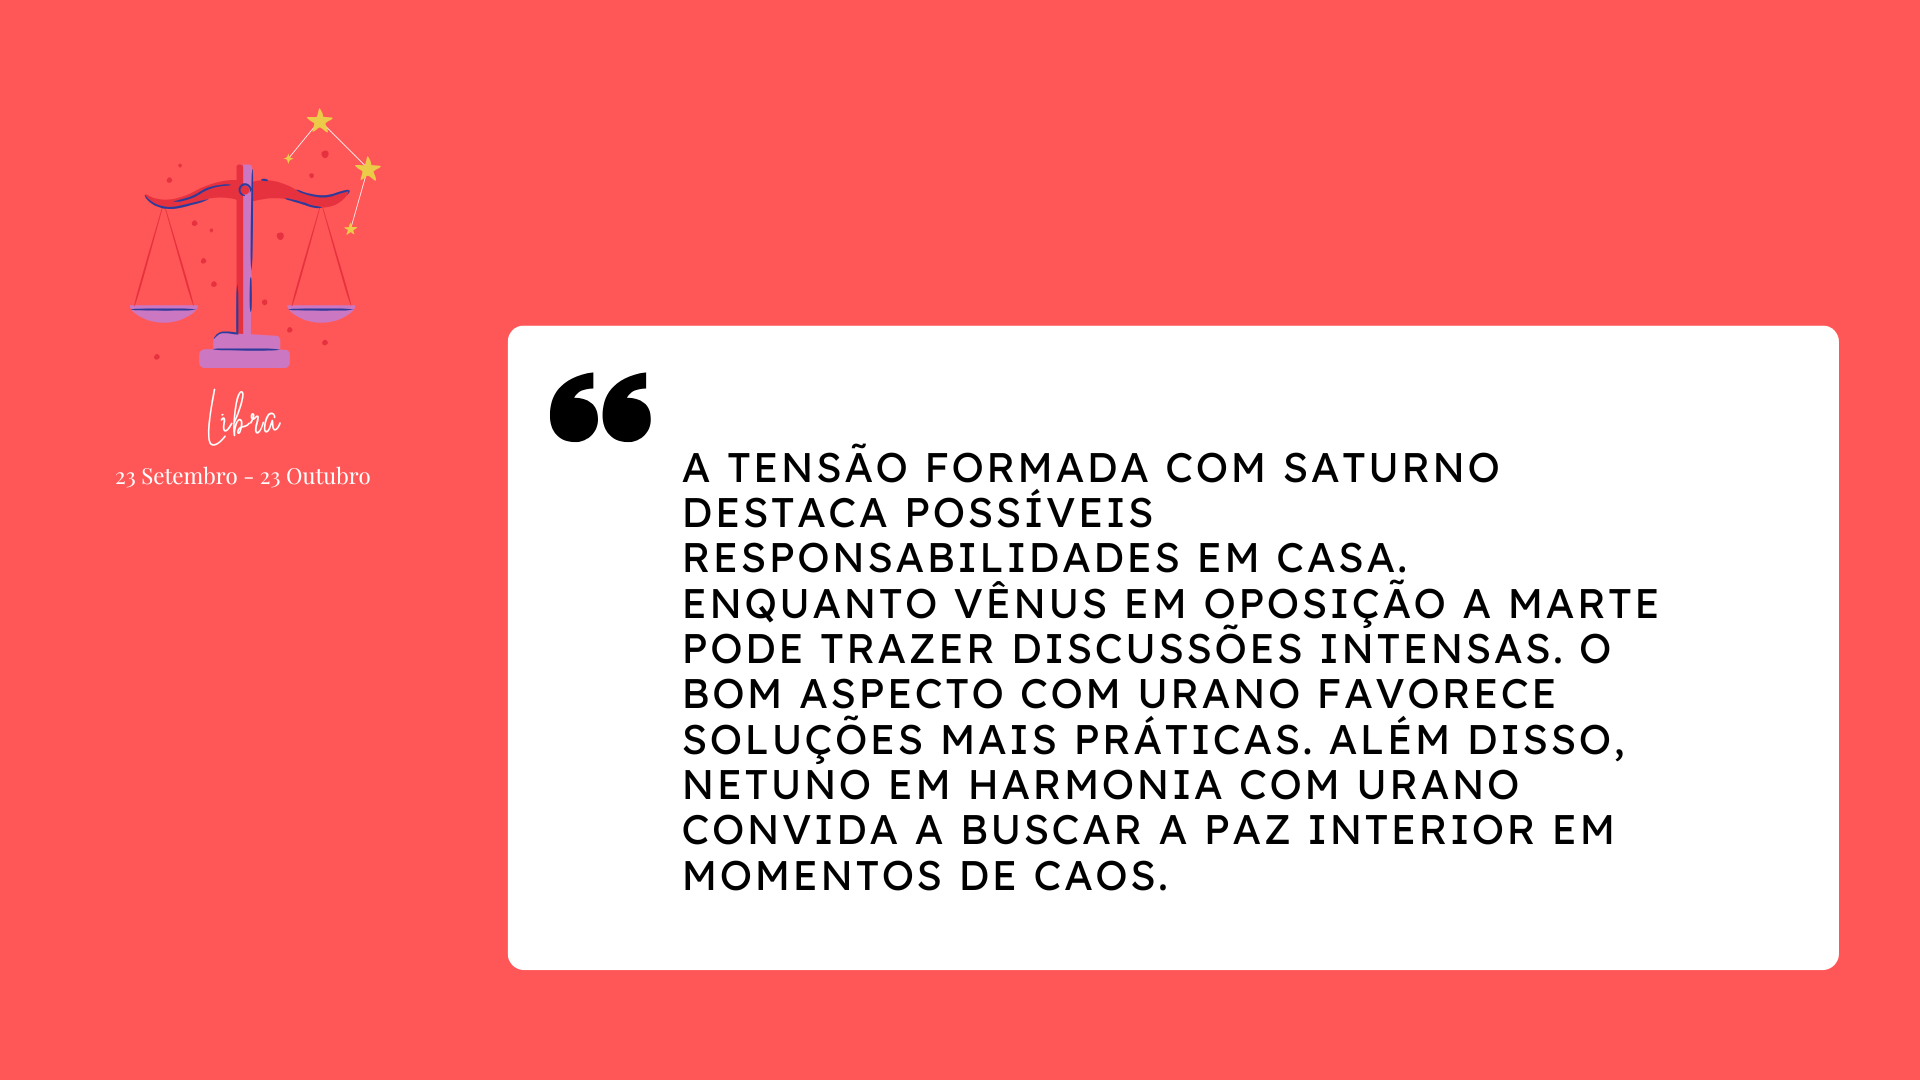 Libra
23 Setembro - 23 Outubro
“
A TENSÃO FORMADA COM SATURNO
DESTACA POSSÍVEIS
RESPONSABILIDADES EM CASA.
ENQUANTO VÊNUS EM OPOSIÇÃO A MARTE
PODE TRAZER DISCUSSÕES INTENSAS. O
BOM ASPECTO COM URANO FAVORECE
SOLUÇÕES MAIS PRÁTICAS. ALÉM DISSO,
NETUNO EM HARMONIA COM URANO
CONVIDA A BUSCAR A PAZ INTERIOR EM
MOMENTOS DE CAOS.